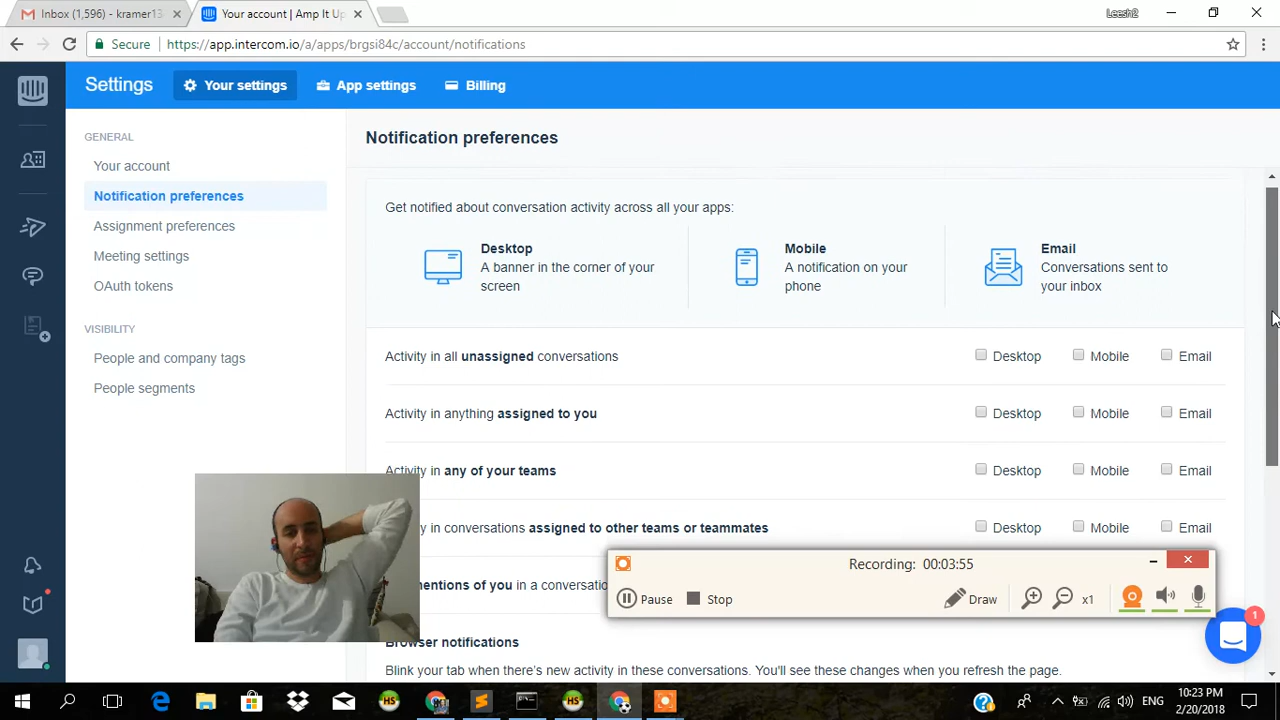 Inbox (1,596) - kramer13
Your account | Amp It Up
Leesh2
Secure
https://app.intercom.io/a/apps/brgsi84c/account/notifications
Settings
Your settings
App settings
Billing
GENERAL
Your account
Notification preferences
Assignment preferences
Meeting settings
OAuth tokens
VISIBILITY
People and company tags
People segments
Notification preferences
Get notified about conversation activity across all your apps:
Desktop
A banner in the corner of your
screen
Mobile
A notification on your
phone
Email
Conversations sent to
your inbox
Activity in all unassigned conversations
Desktop
Mobile
Email
Activity in anything assigned to you
Desktop
Mobile
Email
Activity in any of your teams
Desktop
Mobile
Email
in conversations assigned to other teams or teammates
Desktop
Mobile
Email
mentions of you in a conversation
Recording: 00:03:55
Pause
Stop
Draw
x1
Browser notifications
Blink your tab when there's new activity in these conversations. You'll see these changes when you refresh the page.
1
HS
HS
ENG
10:23 PM
2/20/2018